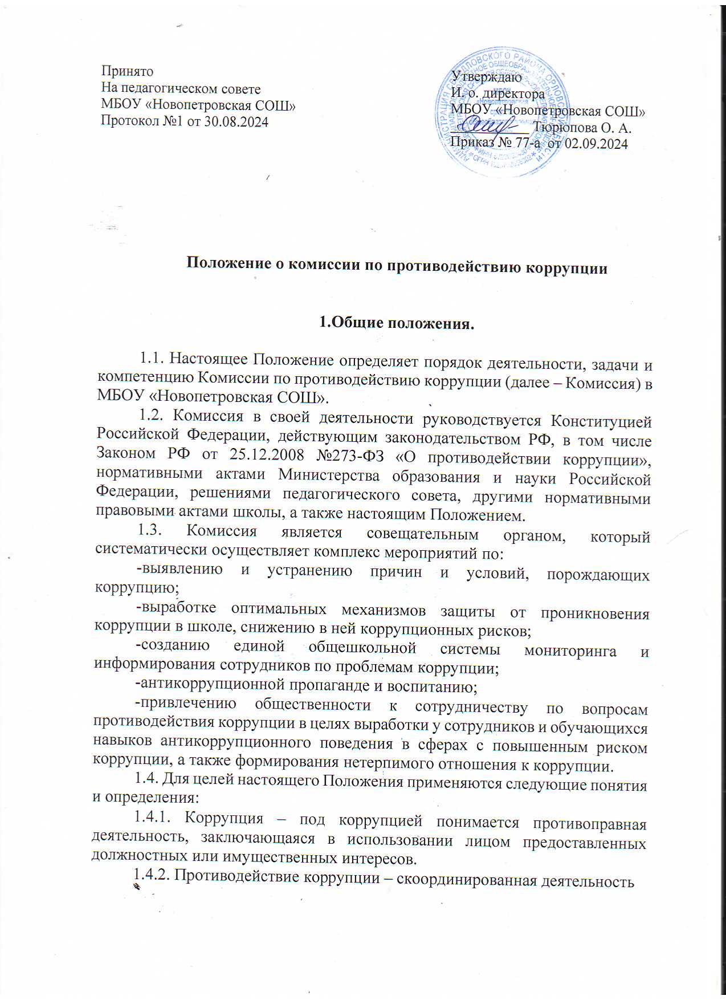 Принято
На педагогическом совете
МБОУ «Новопетровская СОШ»
Протокол №1 от 30.08.2024
Утверждаю
И. о. директора
МБОУ «Новопетровская СОШ»
Тюрюпова О. А.
Приказ № 77-а от 02.09.2024
Положение о комиссии по противодействию коррупции
1.Общие положения.
1.1. Настоящее Положение определяет порядок деятельности, задачи и
компетенцию Комиссии по противодействию коррупции (далее – Комиссия) в
МБОУ «Новопетровская СОШ».
1.2. Комиссия в своей деятельности руководствуется Конституцией
Российской Федерации, действующим законодательством РФ, в том числе
Законом РФ от 25.12.2008 №273-ФЗ «О противодействии коррупции»,
нормативными актами Министерства образования и науки Российской
Федерации, решениями педагогического совета, другими нормативными
правовыми актами школы, а также настоящим Положением.
1.3. Комиссия является совещательным органом, который
систематически осуществляет комплекс мероприятий по:
-выявлению и устранению причин и условий, порождающих
коррупцию;
-выработке оптимальных механизмов защиты от проникновения
коррупции в школе, снижению в ней коррупционных рисков;
-созданию единой общешкольной системы мониторинга и
информирования сотрудников по проблемам коррупции;
-антикоррупционной пропаганде и воспитанию;
-привлечению общественности к сотрудничеству по вопросам
противодействия коррупции в целях выработки у сотрудников и обучающихся
навыков антикоррупционного поведения в сферах с повышенным риском
коррупции, а также формирования нетерпимого отношения к коррупции.
1.4. Для целей настоящего Положения применяются следующие понятия
и определения:
1.4.1. Коррупция – под коррупцией понимается противоправная
деятельность, заключающаяся в использовании лицом предоставленных
должностных или имущественных интересов.
1.4.2. Противодействие коррупции – скоординированная деятельность